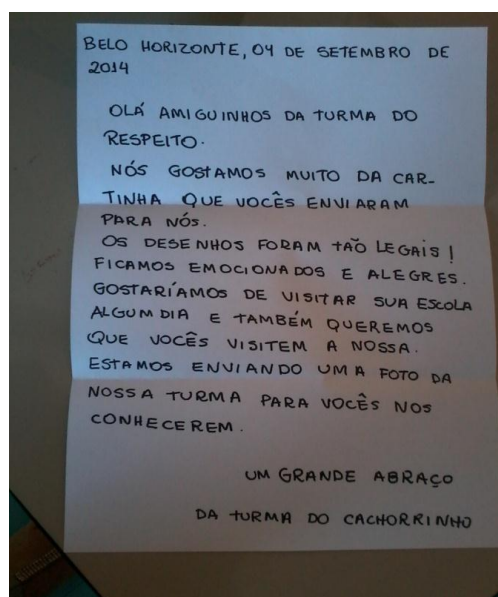 BELO HORIZONTE, 04 DE SETEMBRO DE
2014
OLÁ AMIGUINHOS DA TURMA DO
RESPEITO.
NÓS GOSTAMOS MUITO DA CAR-
TINHA QUE VOCÊS ENVIARAM
PARA NÓS.
OS DESENHOS FORAM TÃO LEGAIS!
FICAMOS EMOCIONADOS E ALEGRES.
GOSTARÍAMOS DE VISITAR SUA ESCOLA
ALGUM DIA E TAMBÉM QUEREMOS
QUE VOCÊS VISITEM A NOSSA.
ESTAMOS ENVIANDO UMA FOTO DA
NOSSA TURMA PARA VOCÊS NOS
CONHECEREM.
UM GRANDE ABRAÇO
DA TURMA DO CACHORRINHO